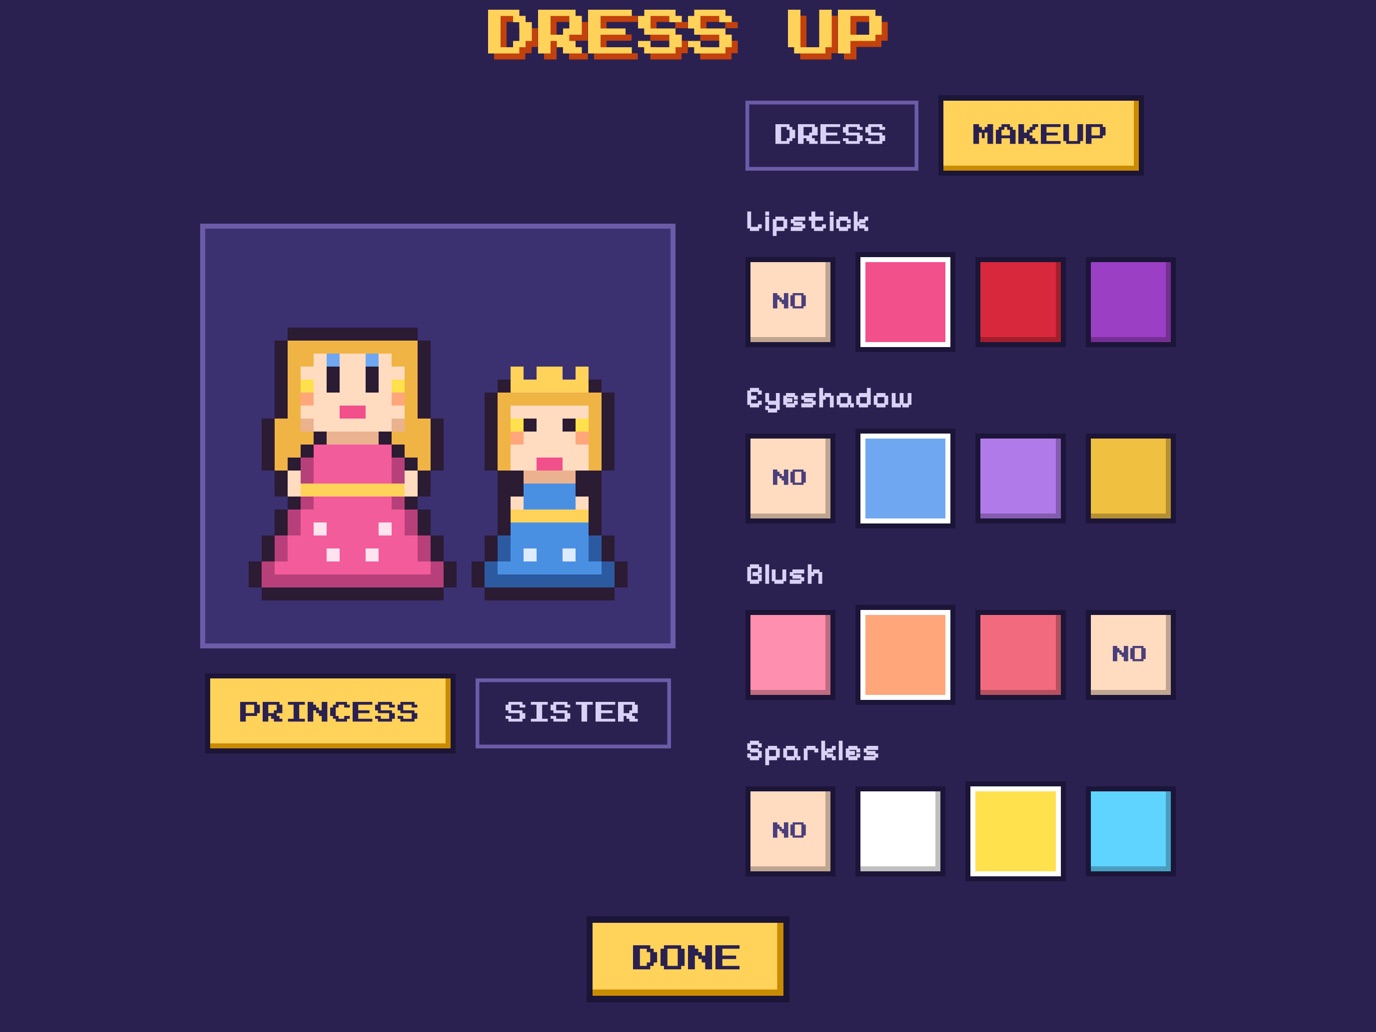 DRESS UP
DRESS
MAKEUP
Lipstick
NO
Eyeshadow
NO
Blush
NO
Sparkles
NO
PRINCESS
SISTER
DONE